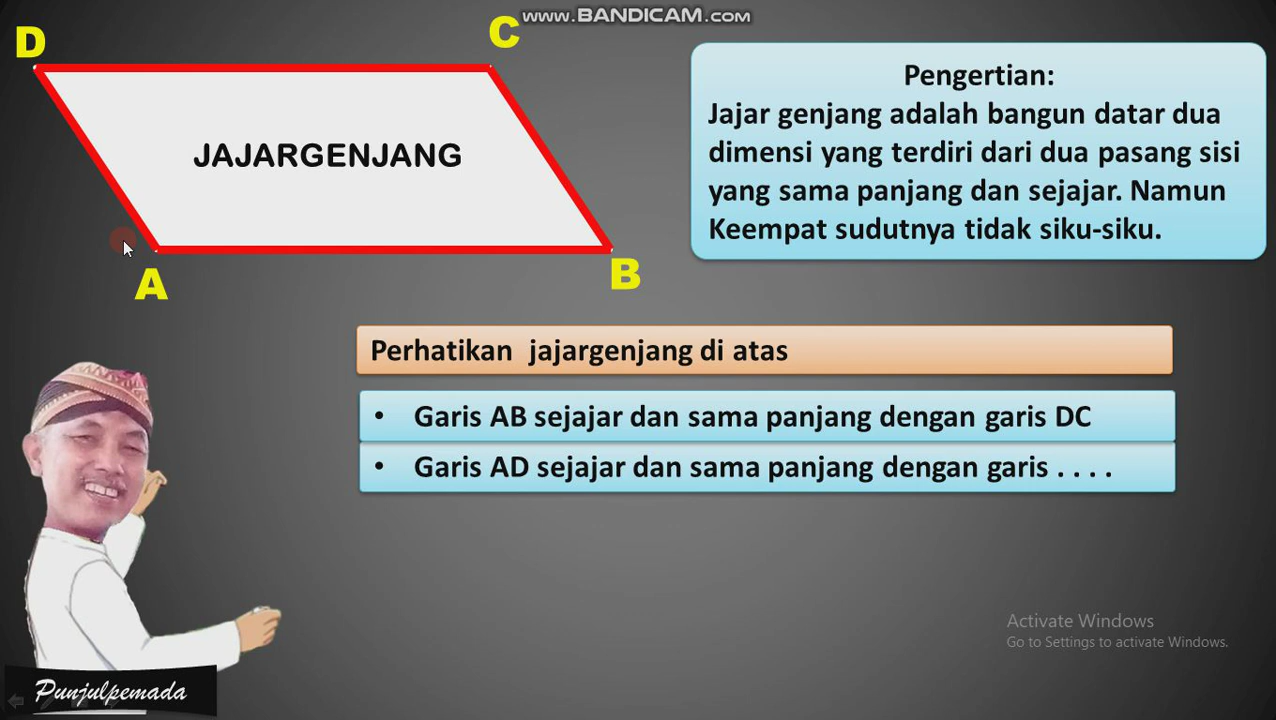 www.BANDICAM.com
D
C
JAJARGENJANG
A
B
Pengertian:
Jajar genjang adalah bangun datar dua
dimensi yang terdiri dari dua pasang sisi
yang sama panjang dan sejajar. Namun
Keempat sudutnya tidak siku-siku.
Perhatikan jajargenjang di atas
• Garis AB sejajar dan sama panjang dengan garis DC
• Garis AD sejajar dan sama panjang dengan garis . . . .
Activate Windows
Go to Settings to activate Windows.
Punjulpemada